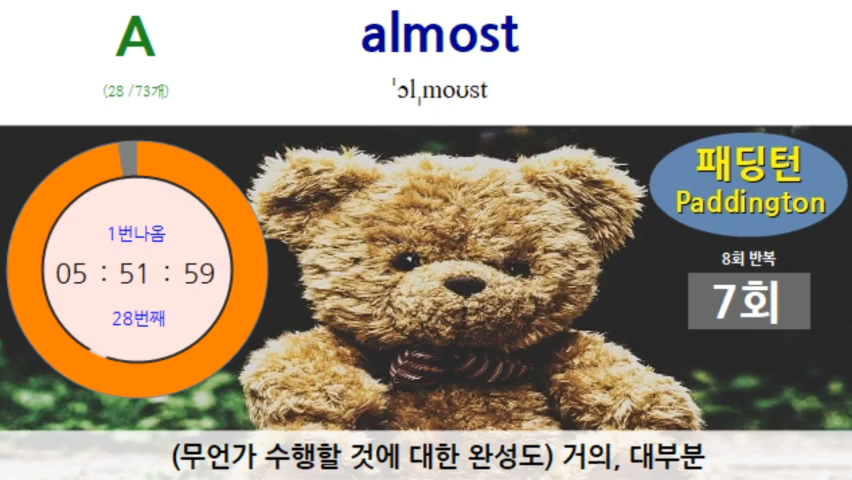 A
(28 /73개)
almost
ˈɔlˌmoʊst
1번나옴
05 : 51 : 59
28번째
패딩턴
Paddington
8회 반복
7회
(무언가 수행할 것에 대한 완성도) 거의, 대부분